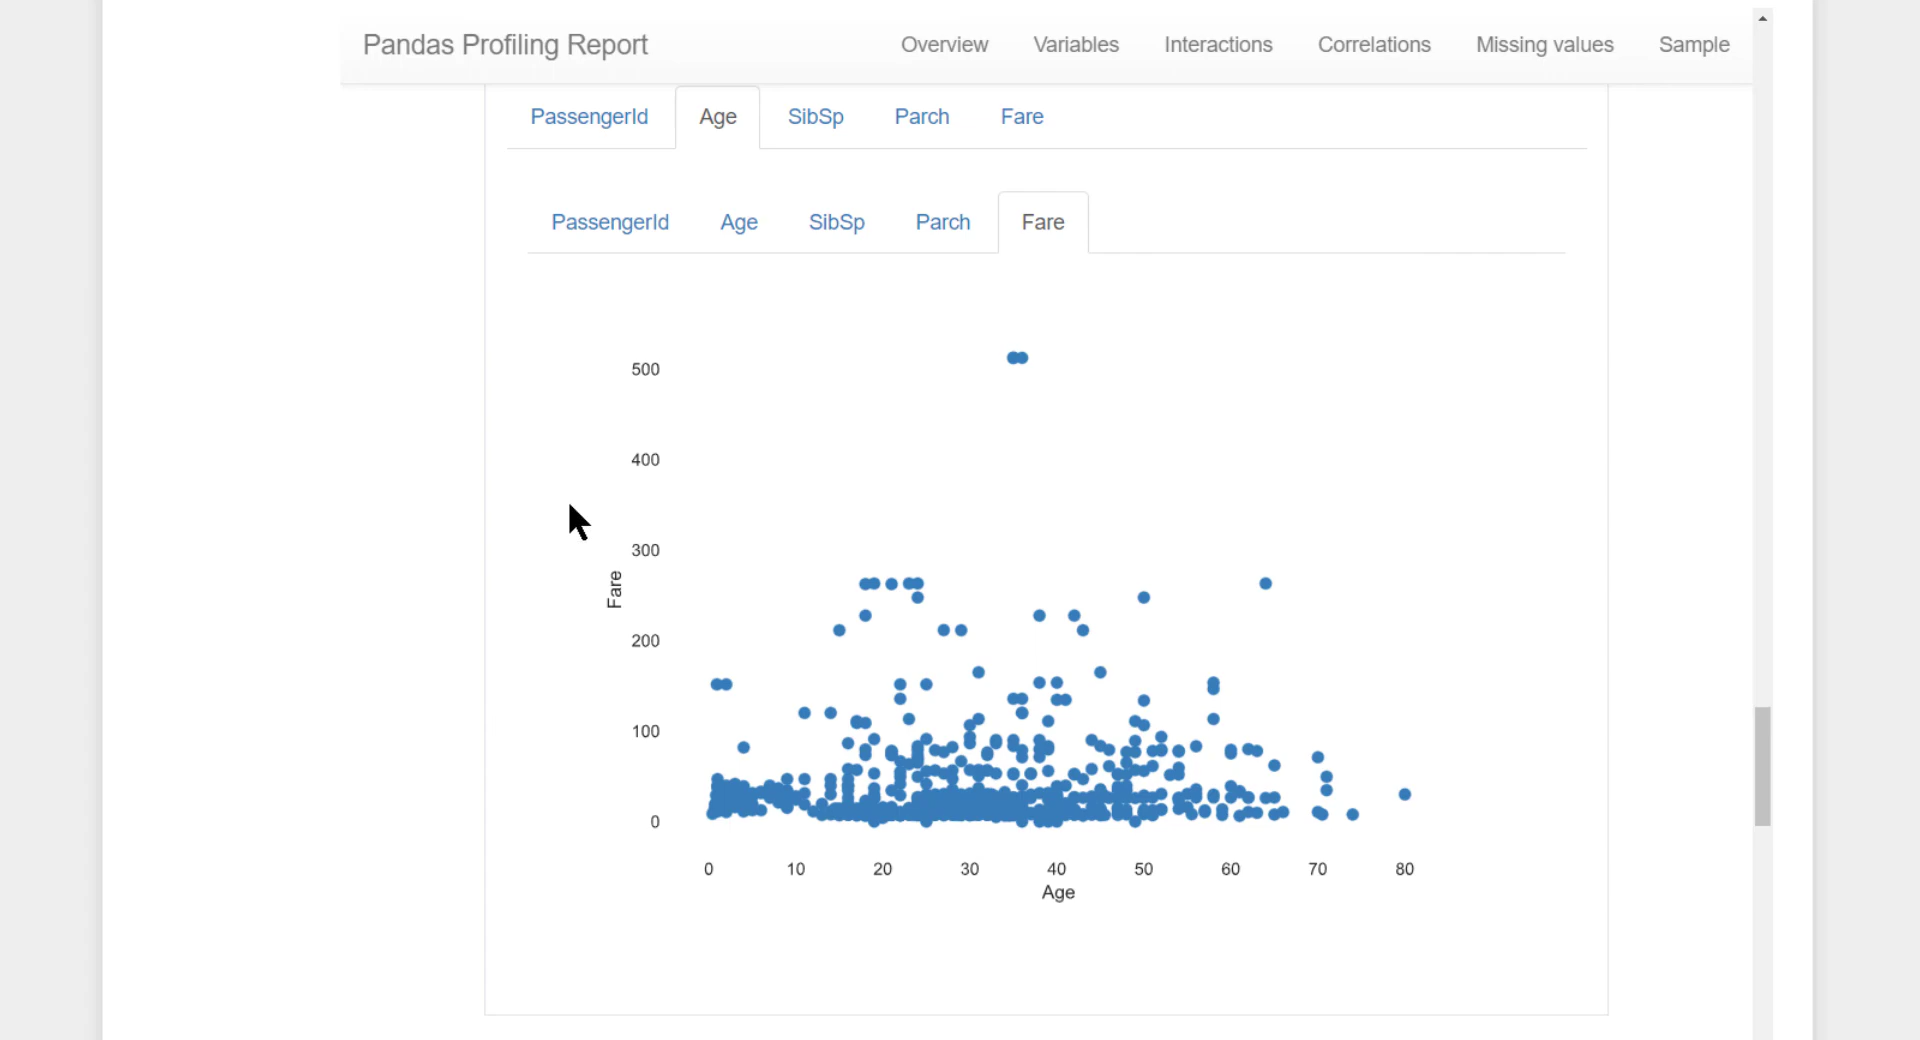 Pandas Profiling Report Overview Variables Interactions Correlations Missing values Sample
PassengerId Age SibSp Parch Fare
PassengerId Age SibSp Parch Fare
500
400
300
Fare
200
100
0
0 10 20 30 40 50 60 70 80
Age